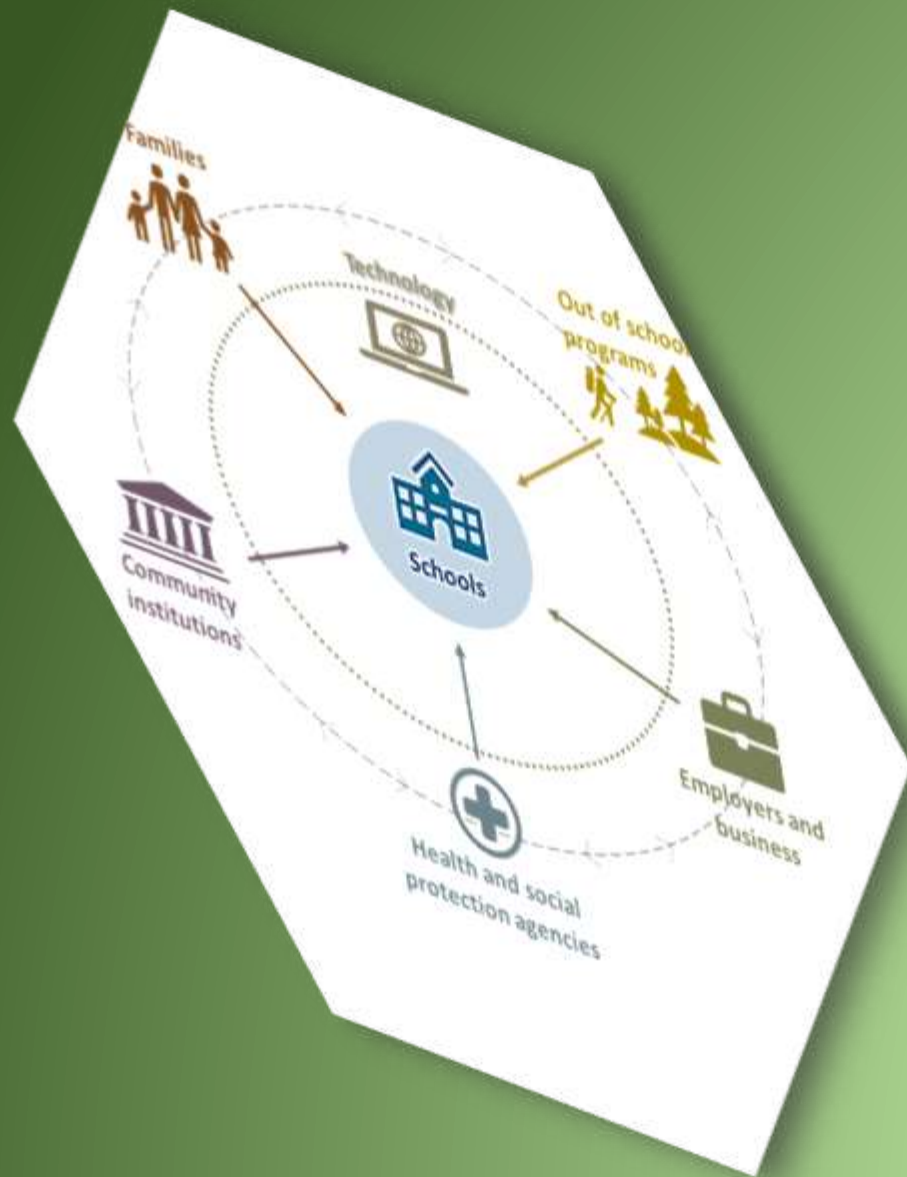 Families
Technology
Out of school
programs
Schools
Community
institutions
Employers and
business
Health and social
protection agencies